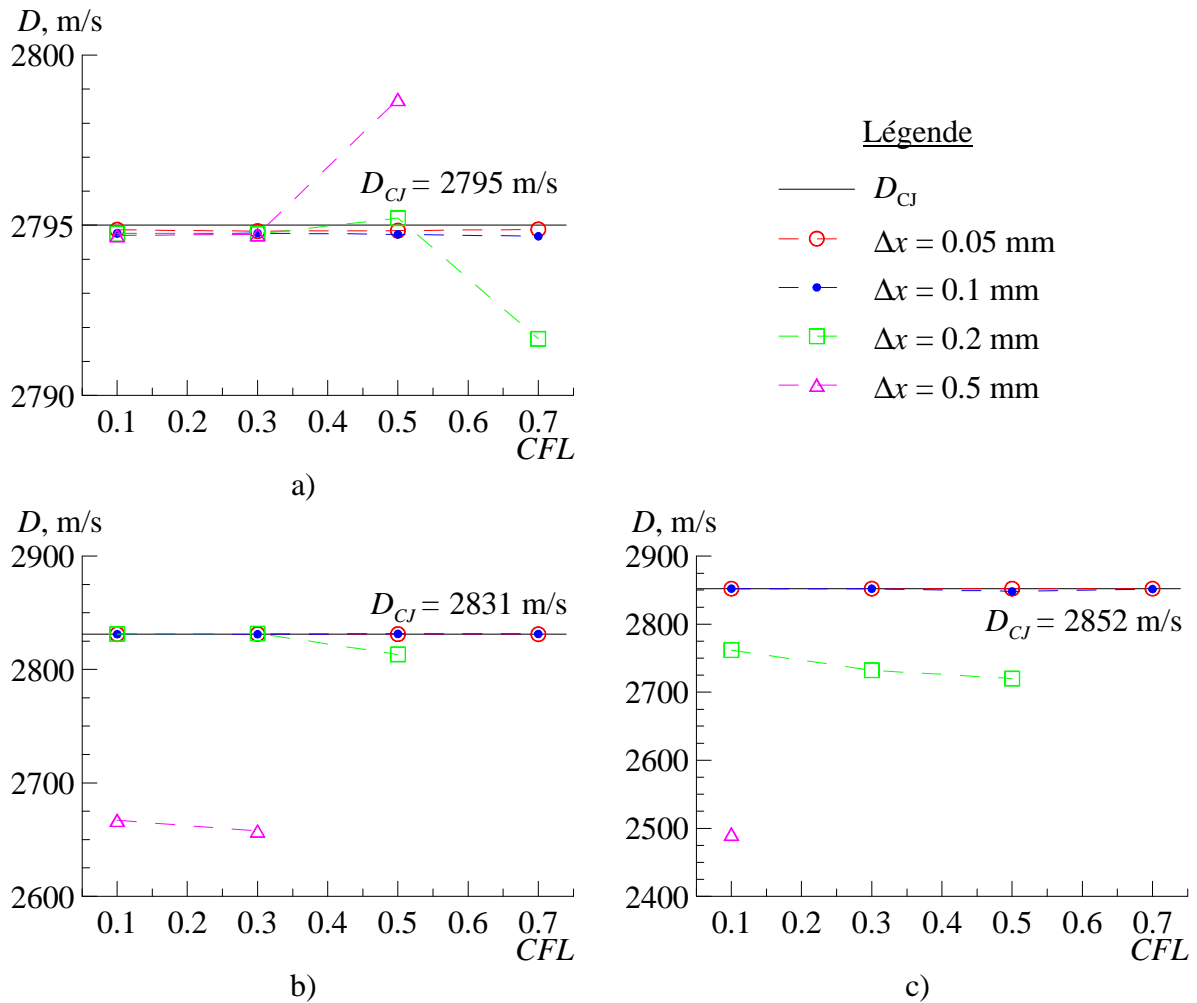 D, m/s
2800
2795
2790
D_CJ = 2795 m/s
0.1 0.2 0.3 0.4 0.5 0.6 0.7
CFL
a)
Légende
D_CJ
Δx = 0.05 mm
Δx = 0.1 mm
Δx = 0.2 mm
Δx = 0.5 mm
D, m/s
2900
2800
2700
2600
D_CJ = 2831 m/s
0.1 0.2 0.3 0.4 0.5 0.6 0.7
CFL
b)
D, m/s
2900
2800
2700
2600
2500
2400
D_CJ = 2852 m/s
0.1 0.2 0.3 0.4 0.5 0.6 0.7
CFL
c)